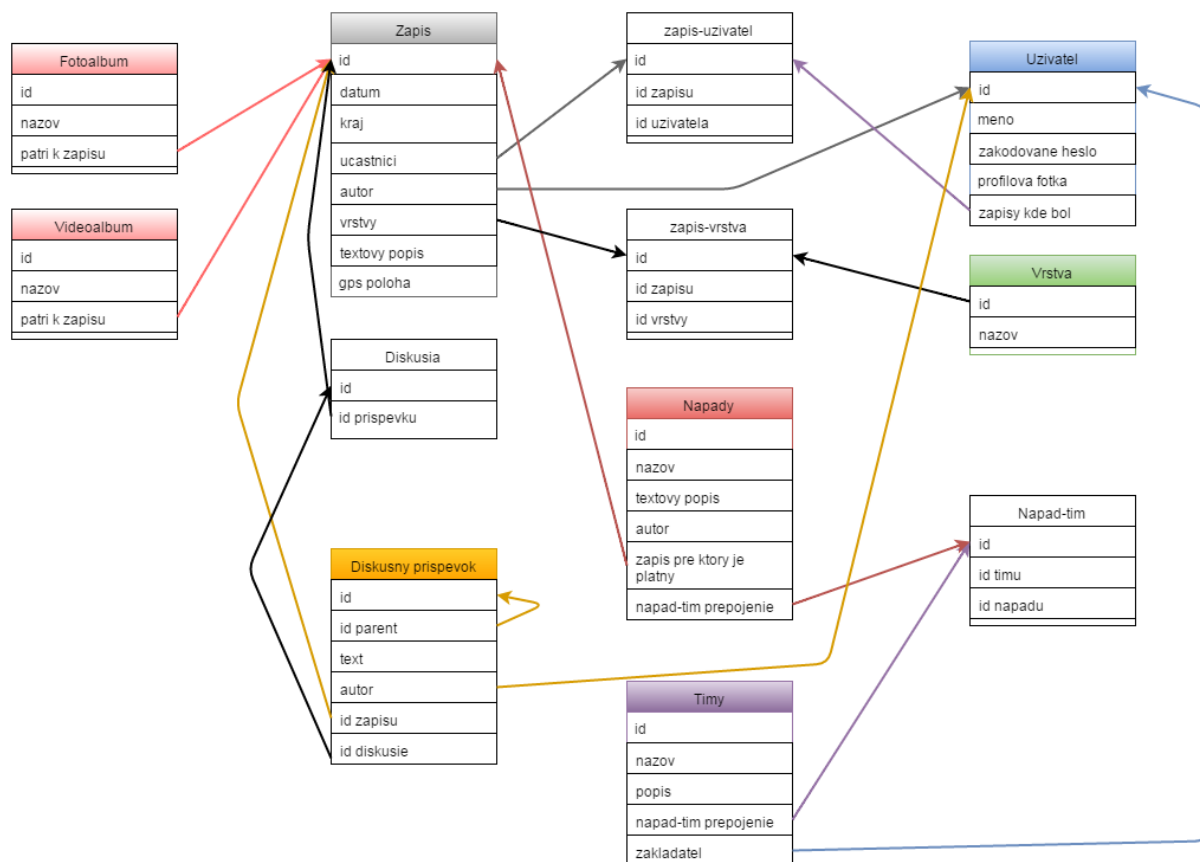 Fotoalbum
id
nazov
patri k zapisu
Videoalbum
id
nazov
patri k zapisu
Zapis
id
datum
kraj
ucastnici
autor
vrstvy
textovy popis
gps poloha
Diskusia
id
id prispevku
Diskusny prispevok
id
id parent
text
autor
id zapisu
id diskusie
zapis-uzivatel
id
id zapisu
id uzivatela
zapis-vrstva
id
id zapisu
id vrstvy
Napady
id
nazov
textovy popis
autor
zapis pre ktory je
platny
napad-tim prepojenie
Timy
id
nazov
popis
napad-tim prepojenie
zakladatel
Uzivatel
id
meno
zakodovane heslo
profilova fotka
zapisy kde bol
Vrstva
id
nazov
Napad-tim
id
id timu
id napadu